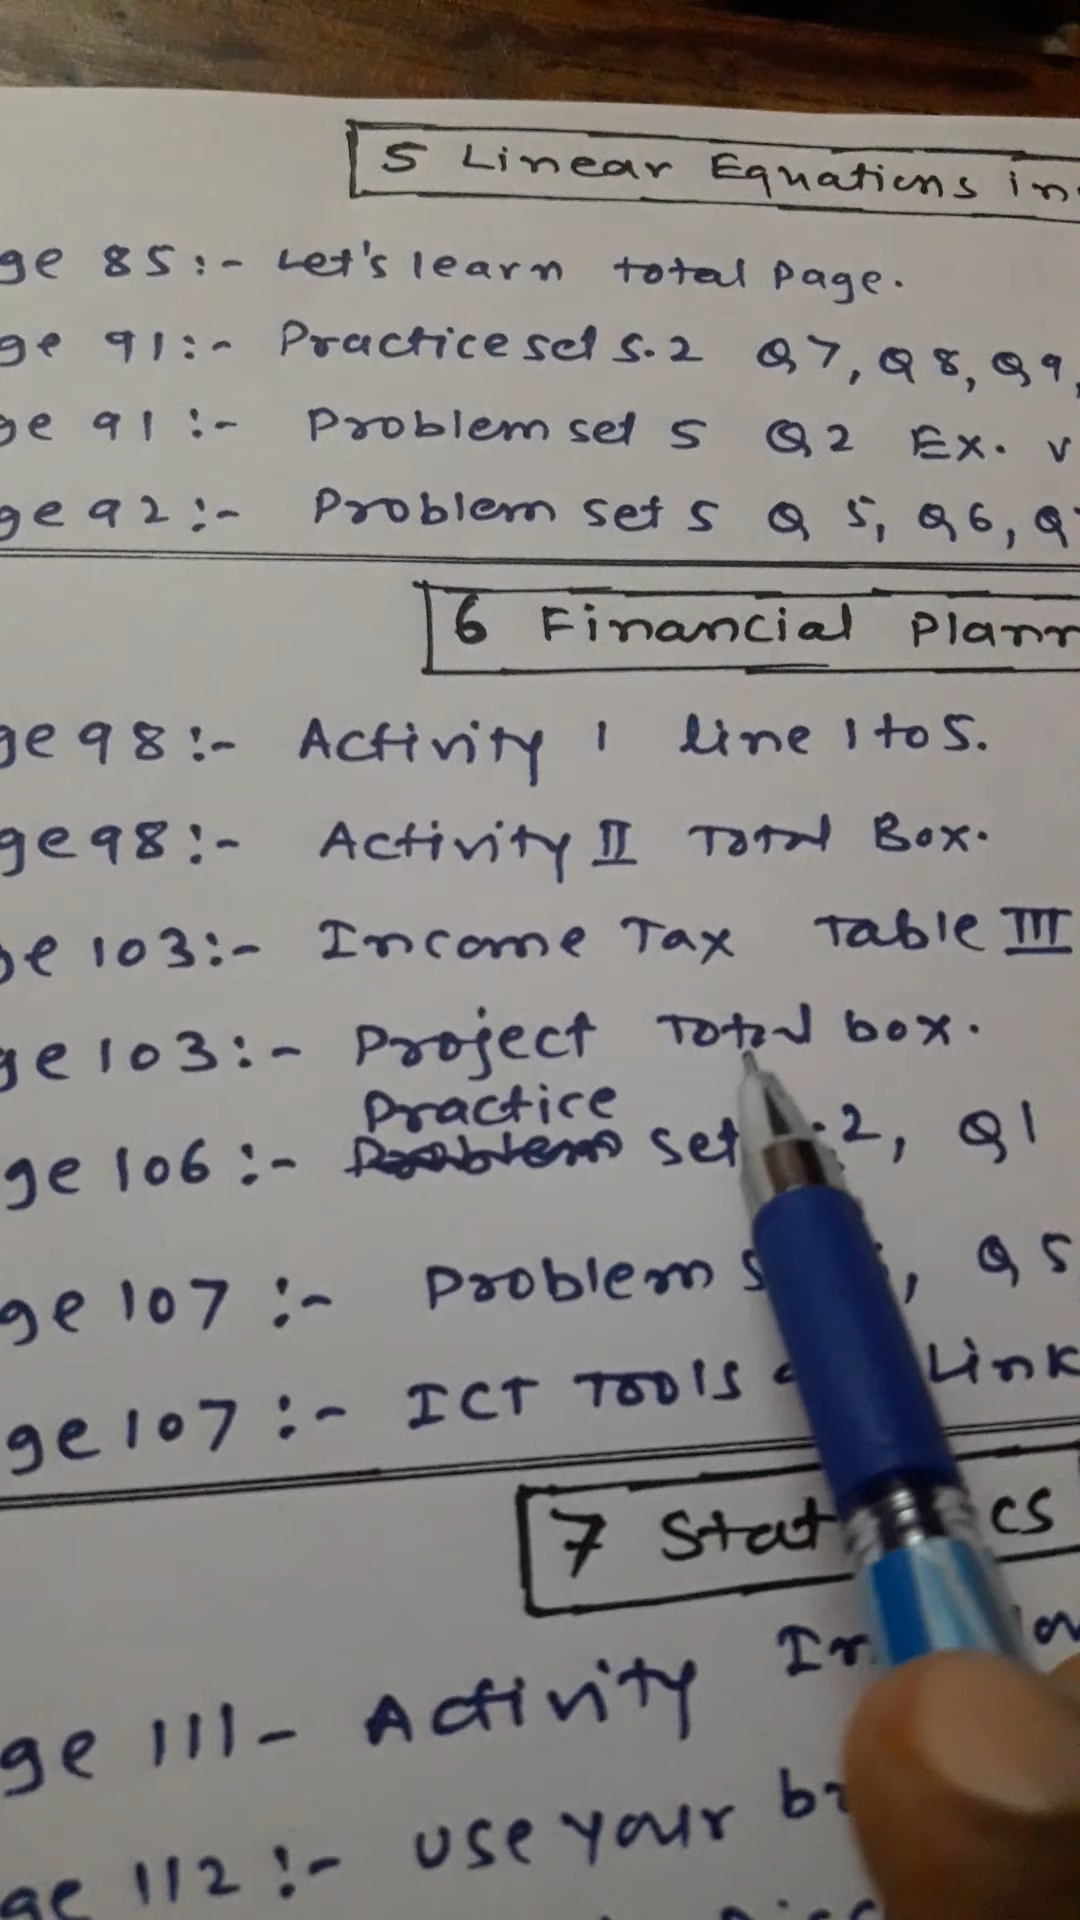 5 Linear Equations in
ge 85:- Let's learn total Page.
ge 91:- Practice set 5.2 Q7, Q8, Q9,
ge 91:- Problem set 5 Q2 Ex. v
ge 92:- Problem set 5 Q 5, Q6, Q
6 Financial Plann
ge 98:- Activity 1 line 1 to 5.
ge 98:- Activity II Total Box.
ge 103:- Income Tax Table III
ge 103:- Project Total box.
Practice
ge 106:- Problem set .2, Q1
ge 107:- Problem s , Q5
ge 107:- ICT Tools Link
7 Stat cs
ge 111- Activity
ge 112:- use your